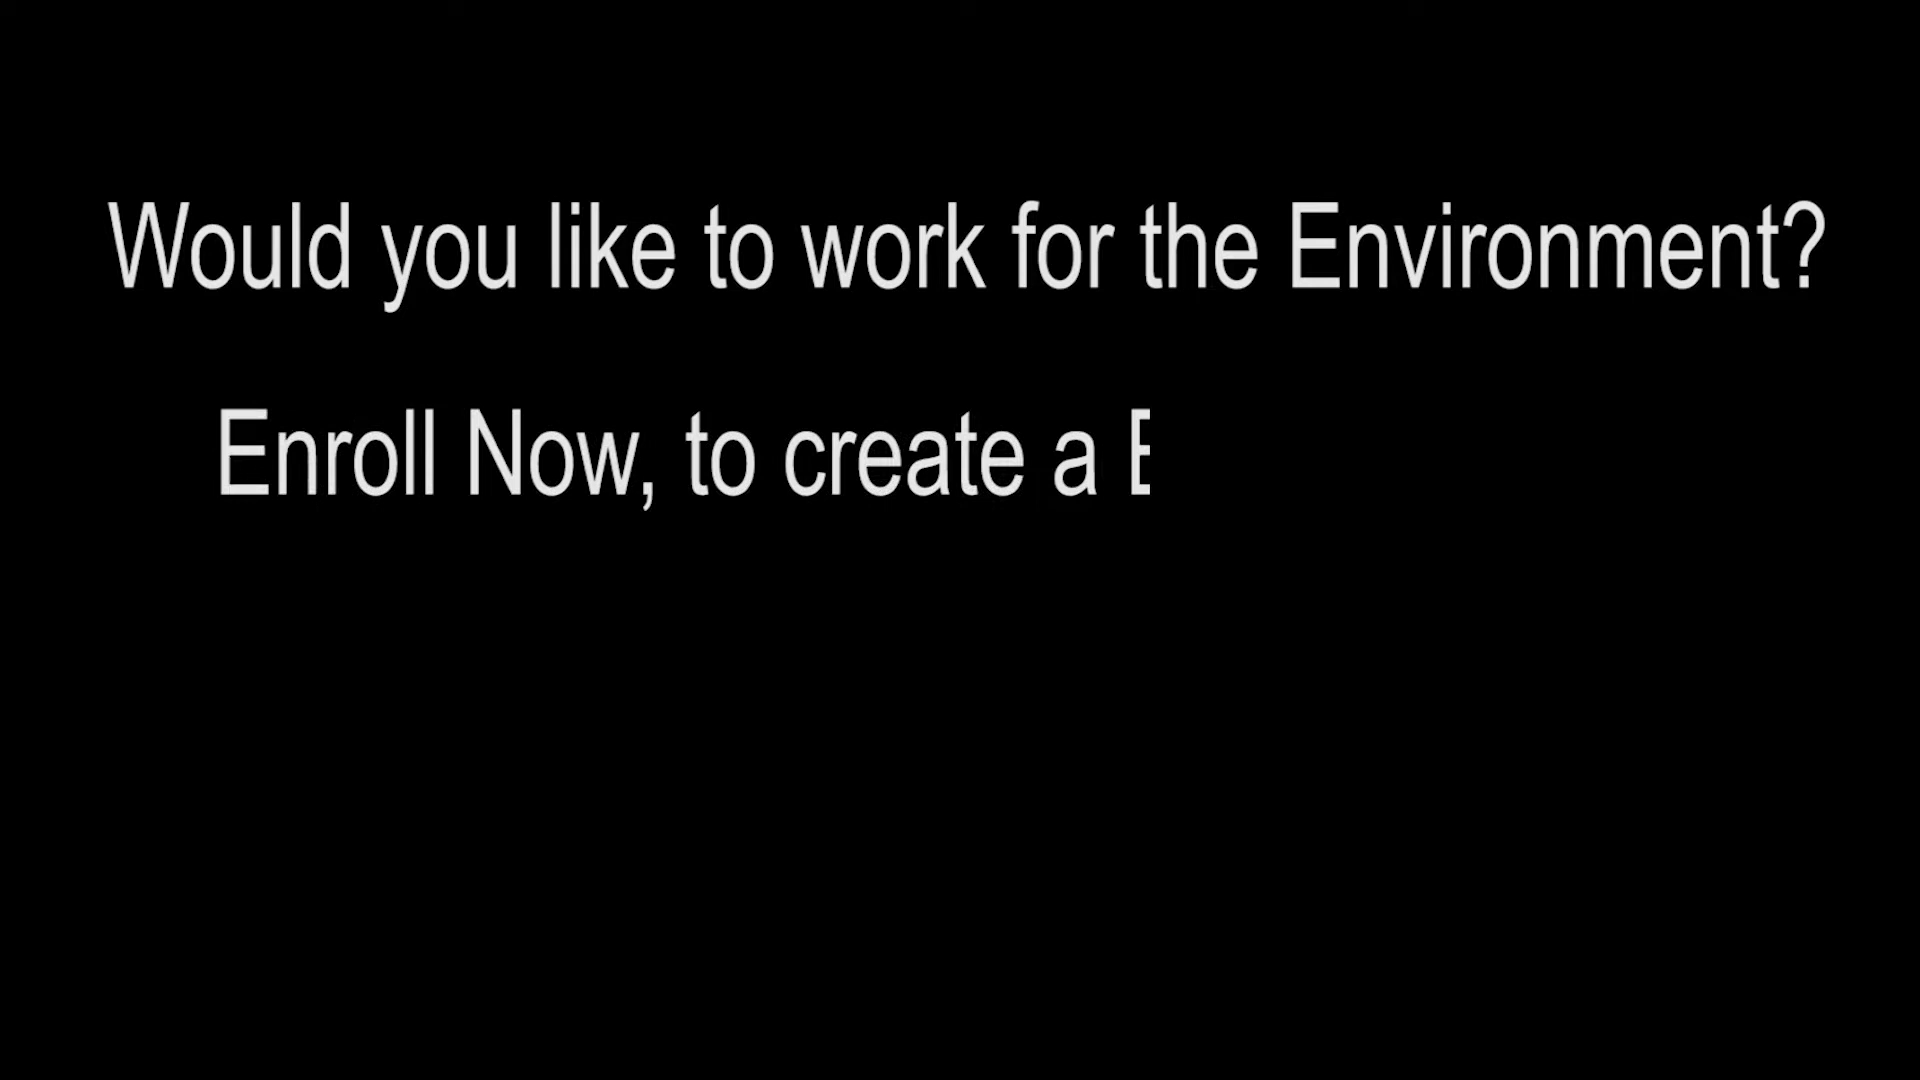 Would you like to work for the Environment?
Enroll Now, to create a